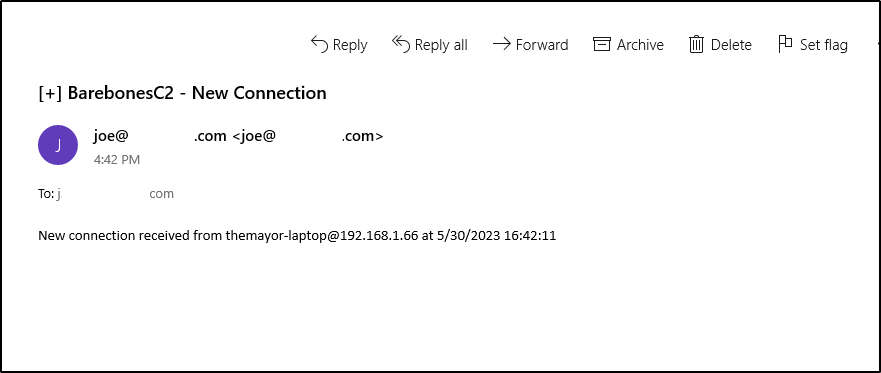 Reply Reply all Forward Archive Delete Set flag
[+] BarebonesC2 - New Connection
J joe@ .com <joe@ .com>
4:42 PM
To: j com
New connection received from themayor-laptop@192.168.1.66 at 5/30/2023 16:42:11